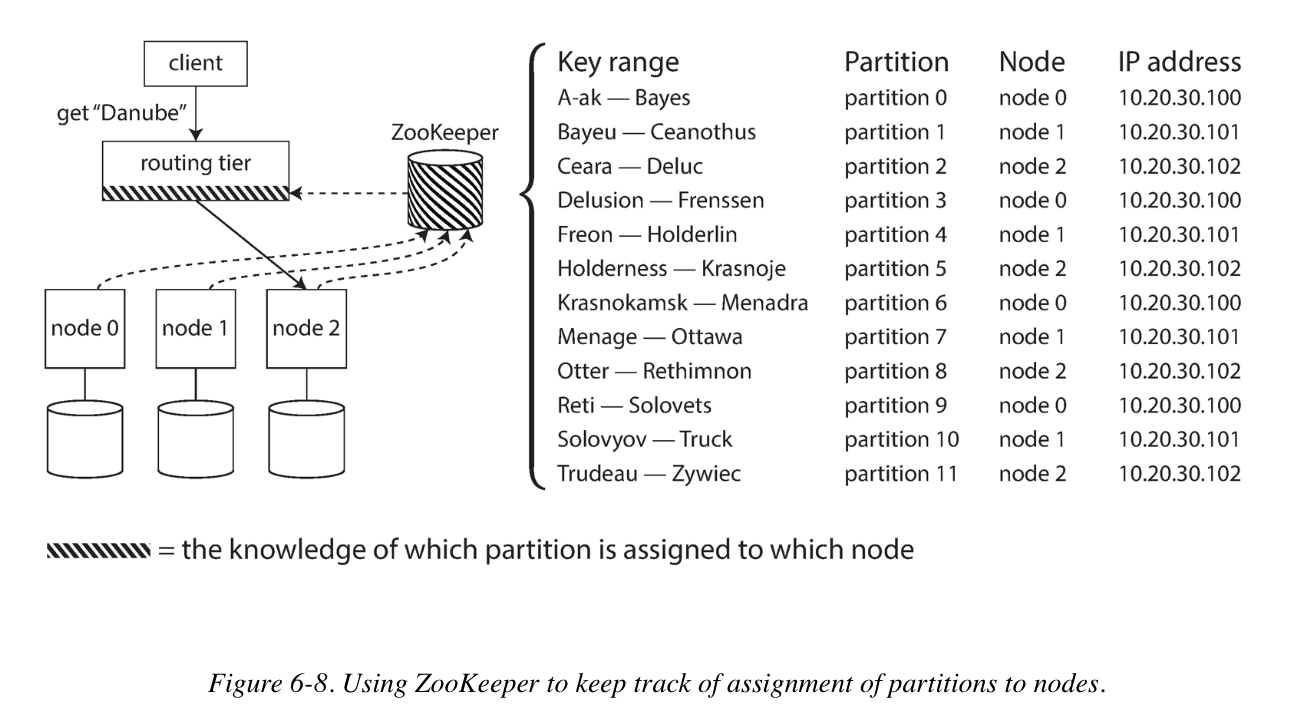 client
get “Danube”
routing tier
ZooKeeper
node 0
node 1
node 2
Key range Partition Node IP address
A-ak — Bayes partition 0 node 0 10.20.30.100
Bayeu — Ceanothus partition 1 node 1 10.20.30.101
Ceara — Deluc partition 2 node 2 10.20.30.102
Delusion — Frenssen partition 3 node 0 10.20.30.100
Freon — Holderlin partition 4 node 1 10.20.30.101
Holderness — Krasnoje partition 5 node 2 10.20.30.102
Krasnokamsk — Menadra partition 6 node 0 10.20.30.100
Menage — Ottawa partition 7 node 1 10.20.30.101
Otter — Rethimnon partition 8 node 2 10.20.30.102
Reti — Solovets partition 9 node 0 10.20.30.100
Solovyov — Truck partition 10 node 1 10.20.30.101
Trudeau — Zywiec partition 11 node 2 10.20.30.102
= the knowledge of which partition is assigned to which node
Figure 6-8. Using ZooKeeper to keep track of assignment of partitions to nodes.